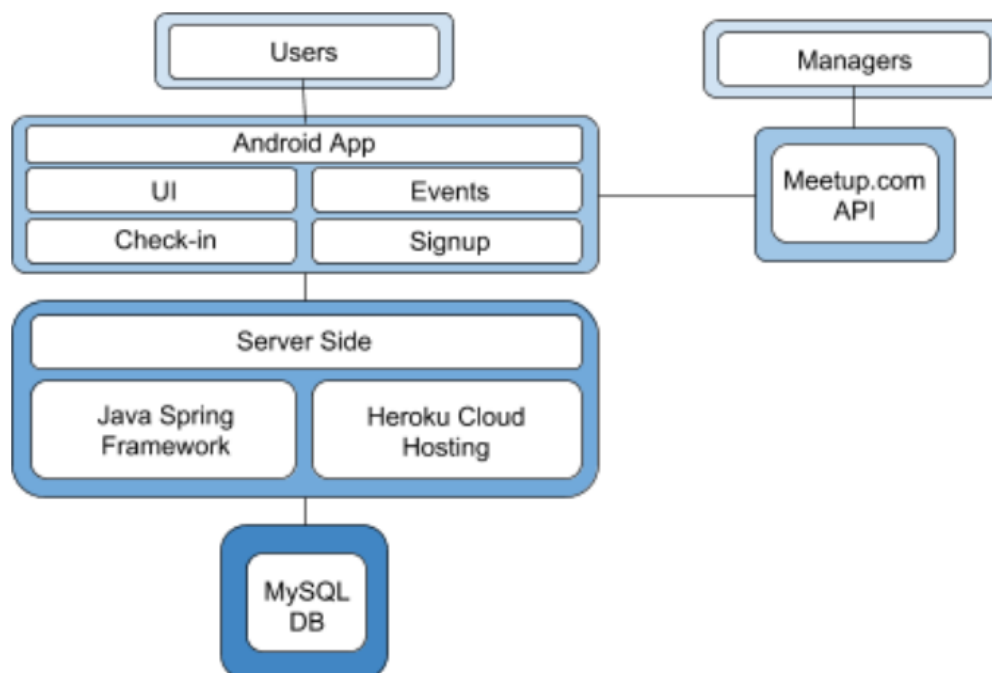 Users
Managers
Android App
UI
Events
Meetup.com
API
Check-in
Signup
Server Side
Java Spring
Framework
Heroku Cloud
Hosting
MySQL
DB